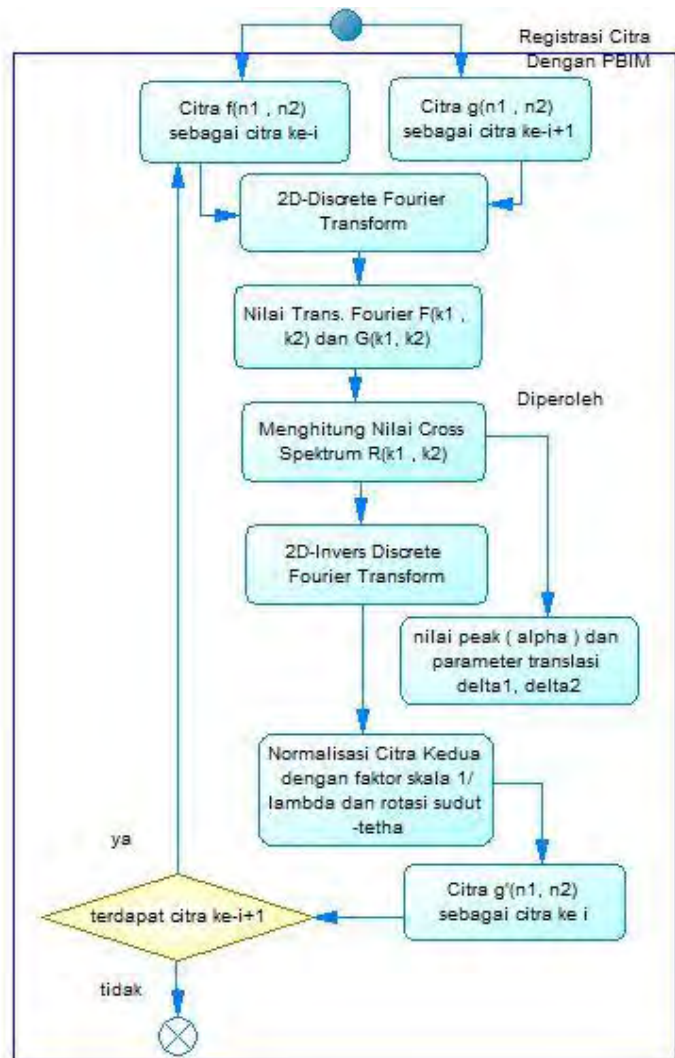 Registrasi Citra
Dengan PBIM
Citra f(n1 , n2)
sebagai citra ke-i
Citra g(n1 , n2)
sebagai citra ke-i+1
2D-Discrete Fourier
Transform
Nilai Trans. Fourier F(k1 ,
k2) dan G(k1, k2)
Diperoleh
Menghitung Nilai Cross
Spektrum R(k1 , k2)
2D-Invers Discrete
Fourier Transform
nilai peak ( alpha ) dan
parameter translasi
delta1, delta2
Normalisasi Citra Kedua
dengan faktor skala 1/
lambda dan rotasi sudut
-tetha
ya
Citra g'(n1, n2)
sebagai citra ke i
terdapat citra ke-i+1
tidak